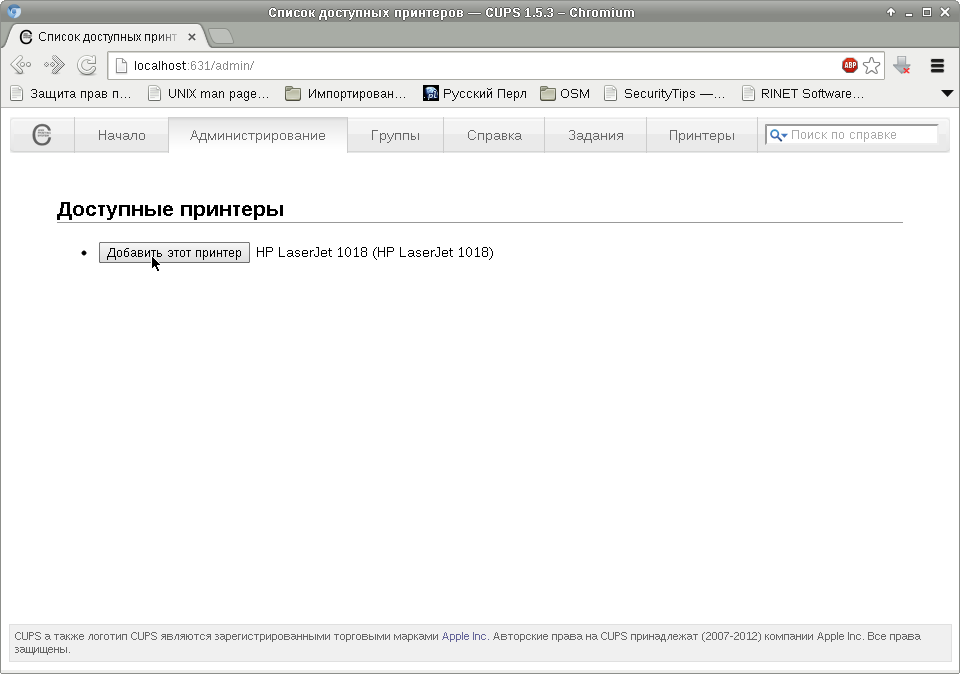 Список доступных принтеров — CUPS 1.5.3 – Chromium
Список доступных принт
localhost:631/admin/
ABP
Защита прав п...
UNIX man page...
Импортирован...
Русский Перл
OSM
SecurityTips —...
RINET Software...
Начало
Администрирование
Группы
Справка
Задания
Принтеры
Поиск по справке
Доступные принтеры
• Добавить этот принтер HP LaserJet 1018 (HP LaserJet 1018)
CUPS а также логотип CUPS являются зарегистрированными торговыми марками Apple Inc. Авторские права на CUPS принадлежат (2007-2012) компании Apple Inc. Все права
защищены.